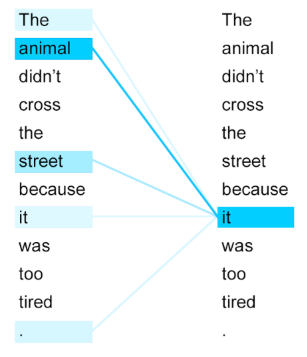 The The
animal animal
didn't didn't
cross cross
the the
street street
because because
it it
was was
too too
tired tired
. .